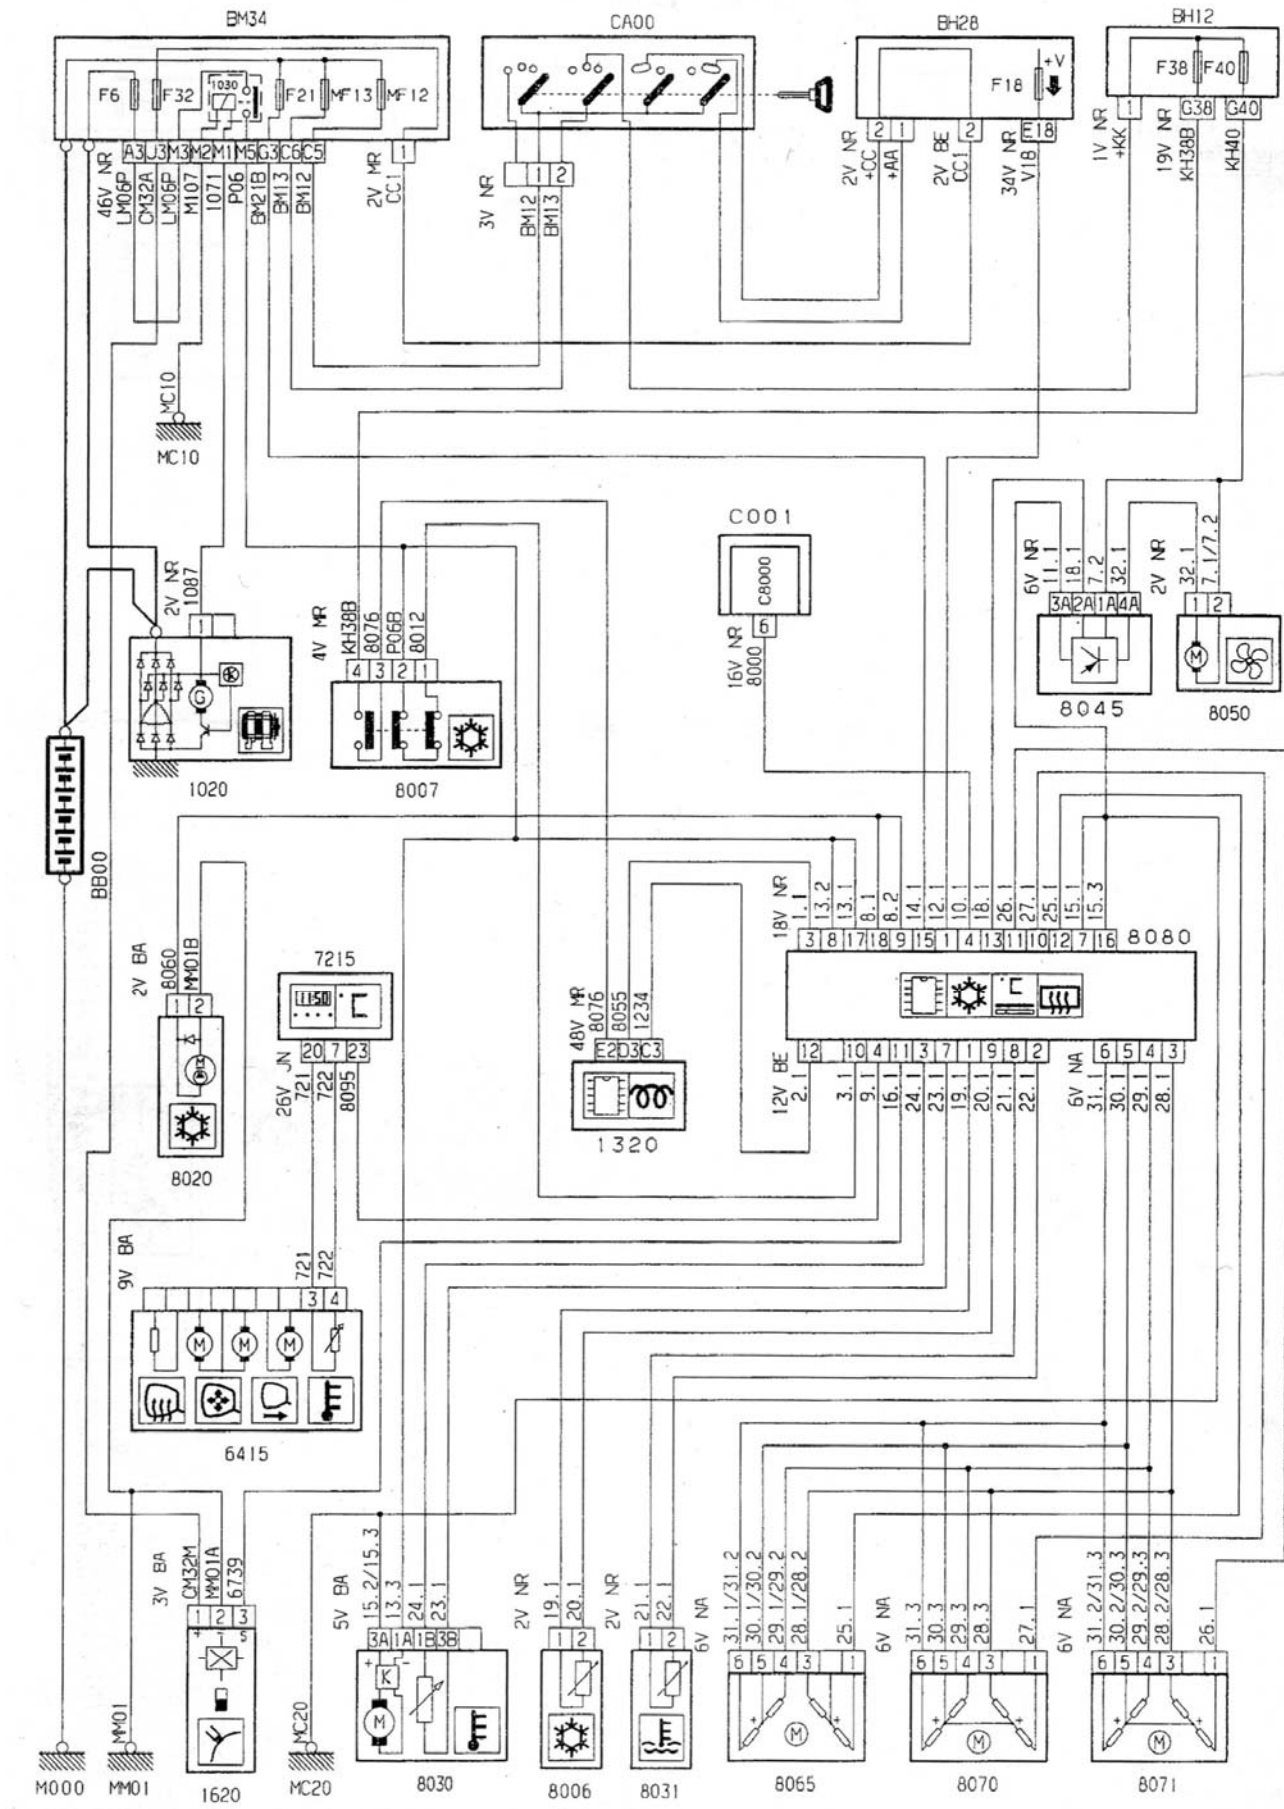 BM34
CA00
BH28
BH12
F6
F32
1030
F21
MF13
MF12
F18
+V
F38
F40
A3 J3 M3 M2 M1 M5 G3 C6 C5
1
1 2
2 1
2
E18
1
G38
G40
46V NR
LM06P
CM32A
LM06P
M107
1071
P06
BM21B
BM13
BM12
2V MR
CC1
3V NR
BM12
BM13
2V NR
+CC
+AA
2V BE
CC1
34V NR
V18
1V NR
+KK
19V NR
KH38B
KH40
MC10
MC10
C001
C8000
6
16V NR
8000
2V NR
1087
1
G
1020
4V MR
KH38B
8076
P06B
8012
4 3 2 1
8007
6V NR
11.1
18.1
7.2
32.1
3A 2A 1A 4A
8045
2V NR
32.1
7.1/7.2
1 2
M
8050
BB00
2V BA
8060
MM01B
1 2
M
8020
7215
11:50
°C
20 7 23
26V JN
721
722
8095
48V MR
8076
8055
1234
E2 D3 C3
1320
18V NR
1.1
13.2
13.1
8.1
8.2
14.1
12.1
10.1
18.1
26.1
27.1
25.1
15.1
15.3
3 8 17 18 9 15 1 4 13 11 10 12 7 16
8080
°C
12 10 4 11 3 7 1 9 8 2
6 5 4 3
12V BE
2.1
3.1
9.1
16.1
24.1
23.1
19.1
20.1
21.1
22.1
6V NA
31.1
30.1
29.1
28.1
9V BA
721
722
3 4
M M M
6415
3V BA
CM32M
MM01A
6739
1 2 3
+ - S
1620
M000
MM01
MM01
MC20
MC20
5V BA
15.2/15.3
13.3
24.1
23.1
3A 1A 1B 3B
+ K -
M
8030
2V NR
19.1
20.1
1 2
8006
2V NR
21.1
22.1
1 2
8031
6V NA
31.1/31.2
30.1/30.2
29.1/29.2
28.1/28.2
25.1
6 5 4 3 1
+ +
M
8065
6V NA
31.3
30.3
29.3
28.3
27.1
6 5 4 3 1
+ +
M
8070
6V NA
31.2/31.3
30.2/30.3
29.2/29.3
28.2/28.3
26.1
6 5 4 3 1
+ +
M
8071